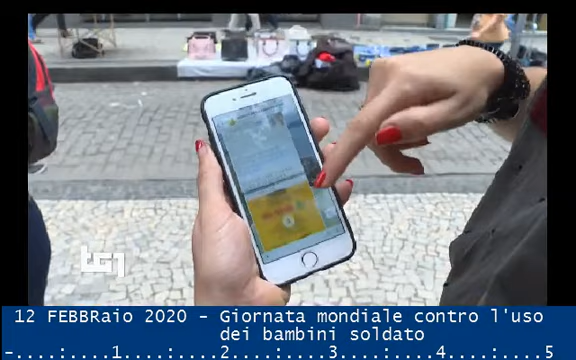 tg1
12 FEBBRaio 2020 - Giornata mondiale contro l'uso
dei bambini soldato
-....:....1....:....2....:....3....:....4....:....5